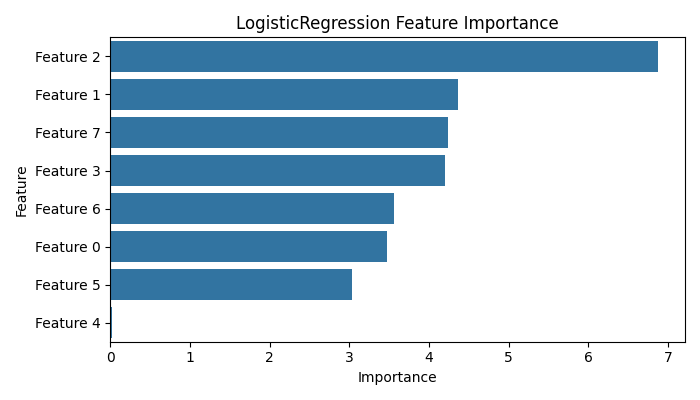 LogisticRegression Feature Importance
Feature
Feature 2
Feature 1
Feature 7
Feature 3
Feature 6
Feature 0
Feature 5
Feature 4
0 1 2 3 4 5 6 7
Importance